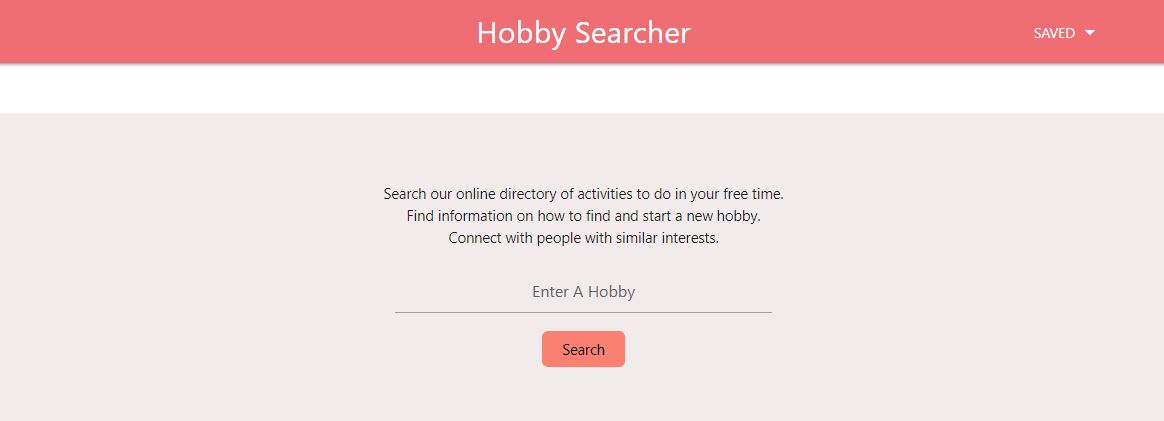 Hobby Searcher
SAVED
Search our online directory of activities to do in your free time.
Find information on how to find and start a new hobby.
Connect with people with similar interests.
Enter A Hobby
Search